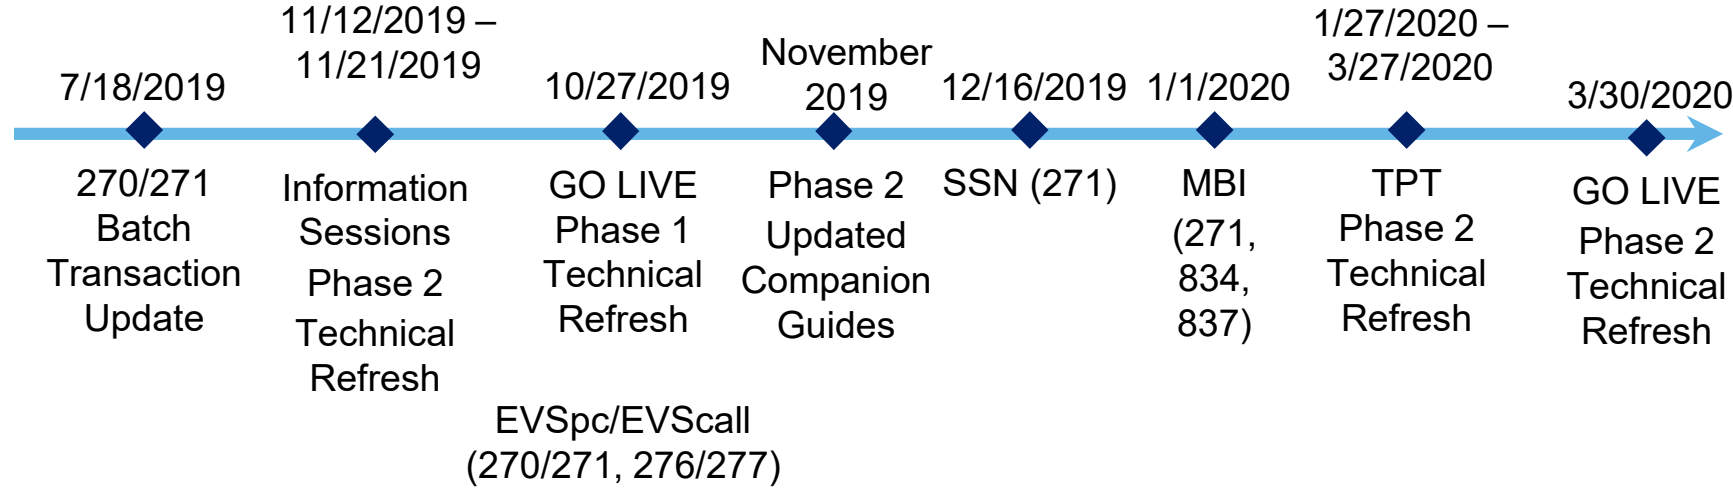 7/18/2019
270/271
Batch
Transaction
Update
11/12/2019 –
11/21/2019
Information
Sessions
Phase 2
Technical
Refresh
10/27/2019
GO LIVE
Phase 1
Technical
Refresh
EVSpc/EVScall
(270/271, 276/277)
November
2019
Phase 2
Updated
Companion
Guides
12/16/2019
SSN (271)
1/1/2020
MBI
(271,
834,
837)
1/27/2020 –
3/27/2020
TPT
Phase 2
Technical
Refresh
3/30/2020
GO LIVE
Phase 2
Technical
Refresh